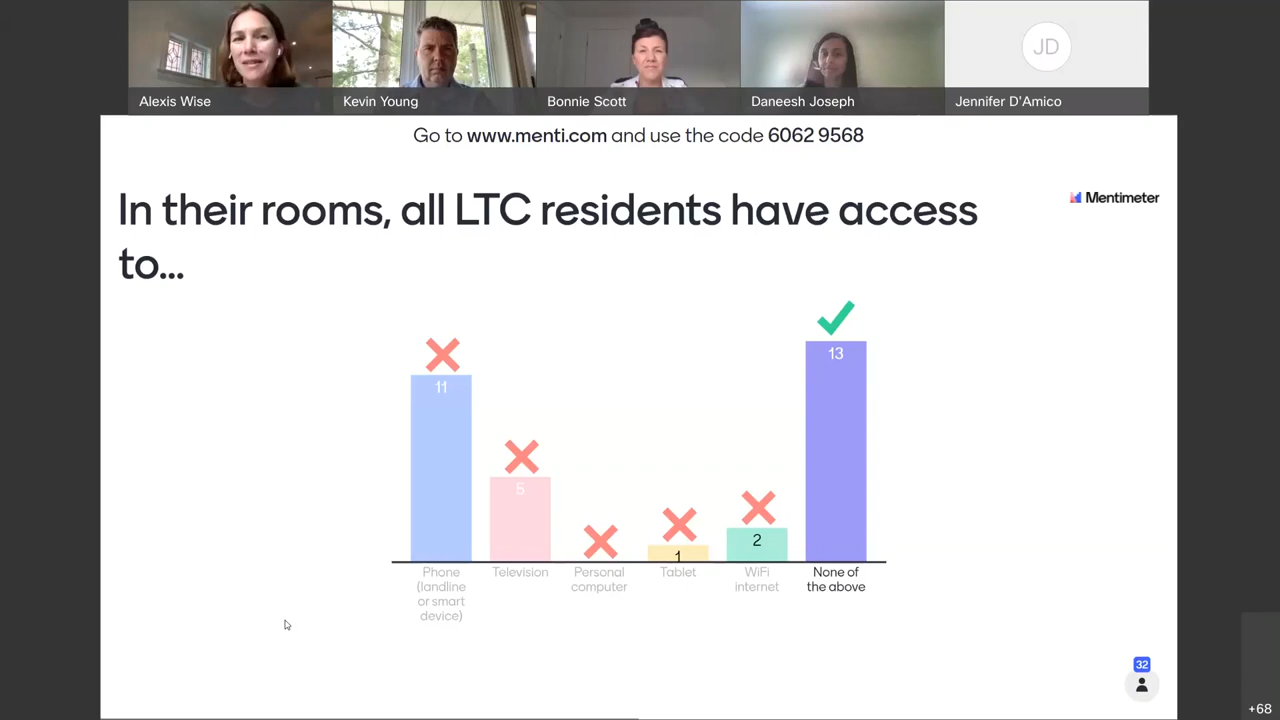 JD
Alexis Wise
Kevin Young
Bonnie Scott
Daneesh Joseph
Jennifer D'Amico
Go to www.menti.com and use the code 6062 9568
In their rooms, all LTC residents have access
to...
Mentimeter
11
5
1
2
13
Phone
(landline
or smart
device)
Television
Personal
computer
Tablet
WiFi
internet
None of
the above
32
+68